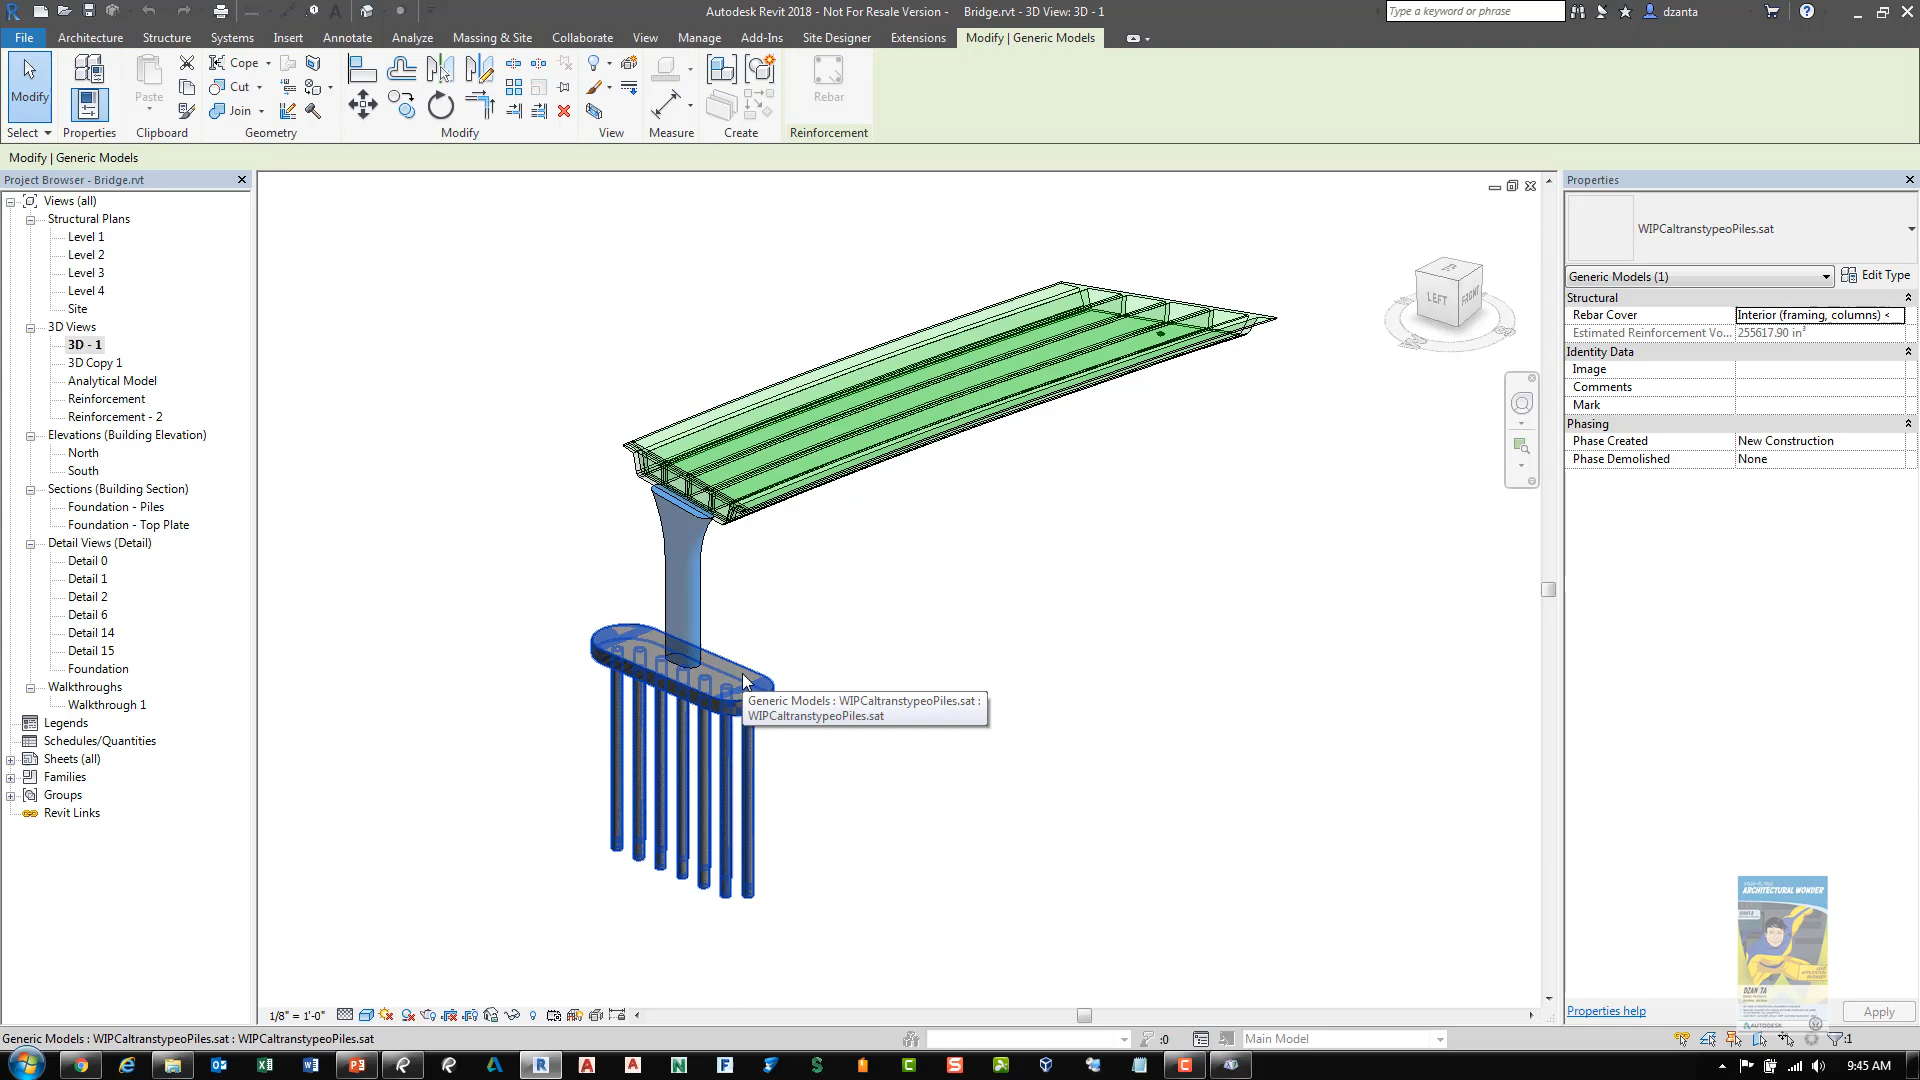 Autodesk Revit 2018 - Not For Resale Version - Bridge.rvt - 3D View: 3D - 1
Type a keyword or phrase
dzanta
File Architecture Structure Systems Insert Annotate Analyze Massing & Site Collaborate View Manage Add-Ins Site Designer Extensions Modify | Generic Models
Modify
Paste
Cope
Cut
Join
Rebar
Select Properties Clipboard Geometry Modify View Measure Create Reinforcement
Modify | Generic Models
Project Browser - Bridge.rvt
Views (all)
Structural Plans
Level 1
Level 2
Level 3
Level 4
Site
3D Views
3D - 1
3D Copy 1
Analytical Model
Reinforcement
Reinforcement - 2
Elevations (Building Elevation)
North
South
Sections (Building Section)
Foundation - Piles
Foundation - Top Plate
Detail Views (Detail)
Detail 0
Detail 1
Detail 2
Detail 6
Detail 14
Detail 15
Foundation
Walkthroughs
Walkthrough 1
Legends
Schedules/Quantities
Sheets (all)
Families
Groups
Revit Links
LEFT
FRONT
Generic Models : WIPCaltranstypeoPiles.sat :
WIPCaltranstypeoPiles.sat
Properties
WIPCaltranstypeoPiles.sat
Generic Models (1)
Edit Type
Structural
Rebar Cover Interior (framing, columns) <
Estimated Reinforcement Vo... 255617.90 in³
Identity Data
Image
Comments
Mark
Phasing
Phase Created New Construction
Phase Demolished None
ARCHITECTURAL WONDER
DZAN TA
AUTODESK
Properties help
Apply
1/8" = 1'-0"
Generic Models : WIPCaltranstypeoPiles.sat : WIPCaltranstypeoPiles.sat
:0
Main Model
:1
9:45 AM